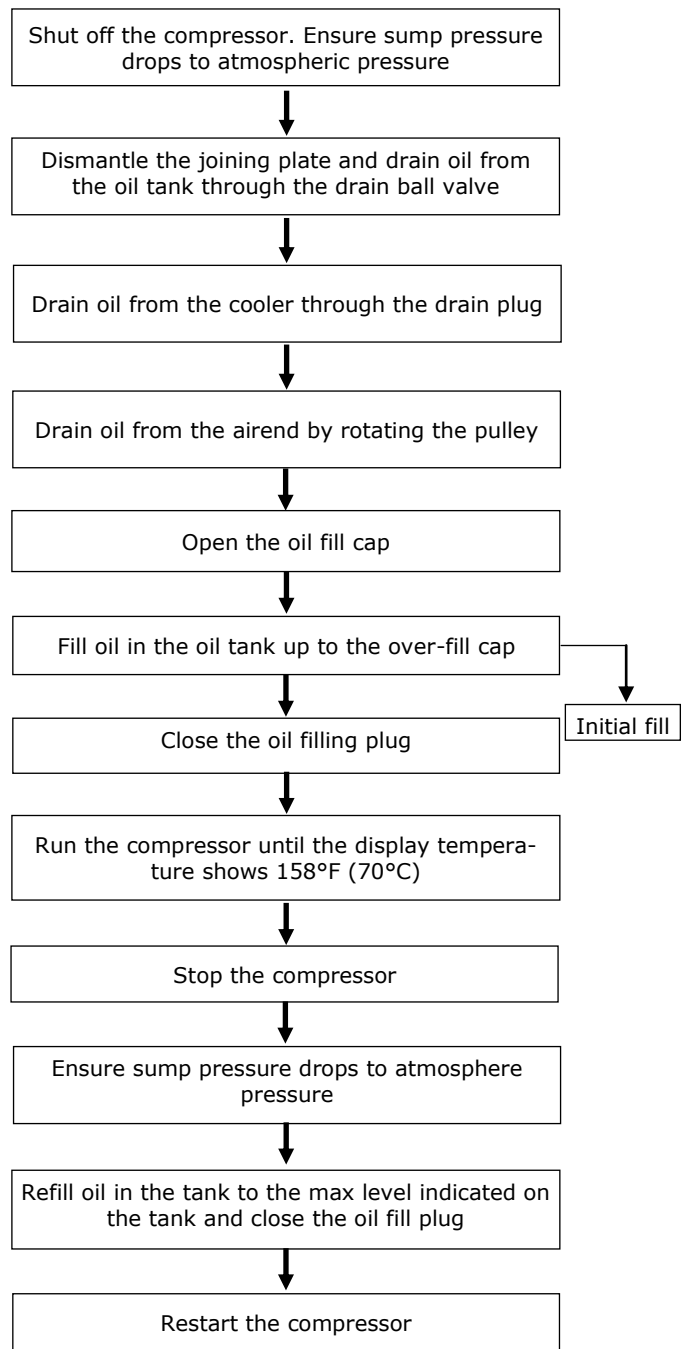 Shut off the compressor. Ensure sump pressure
drops to atmospheric pressure
Dismantle the joining plate and drain oil from
the oil tank through the drain ball valve
Drain oil from the cooler through the drain plug
Drain oil from the airend by rotating the pulley
Open the oil fill cap
Fill oil in the oil tank up to the over-fill cap
Initial fill
Close the oil filling plug
Run the compressor until the display tempera-
ture shows 158°F (70°C)
Stop the compressor
Ensure sump pressure drops to atmosphere
pressure
Refill oil in the tank to the max level indicated on
the tank and close the oil fill plug
Restart the compressor